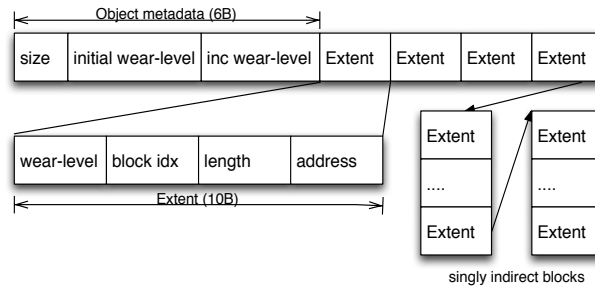 Object metadata (6B)
size initial wear-level inc wear-level Extent Extent Extent Extent
wear-level block idx length address
Extent (10B)
Extent Extent
.... ....
Extent Extent
singly indirect blocks